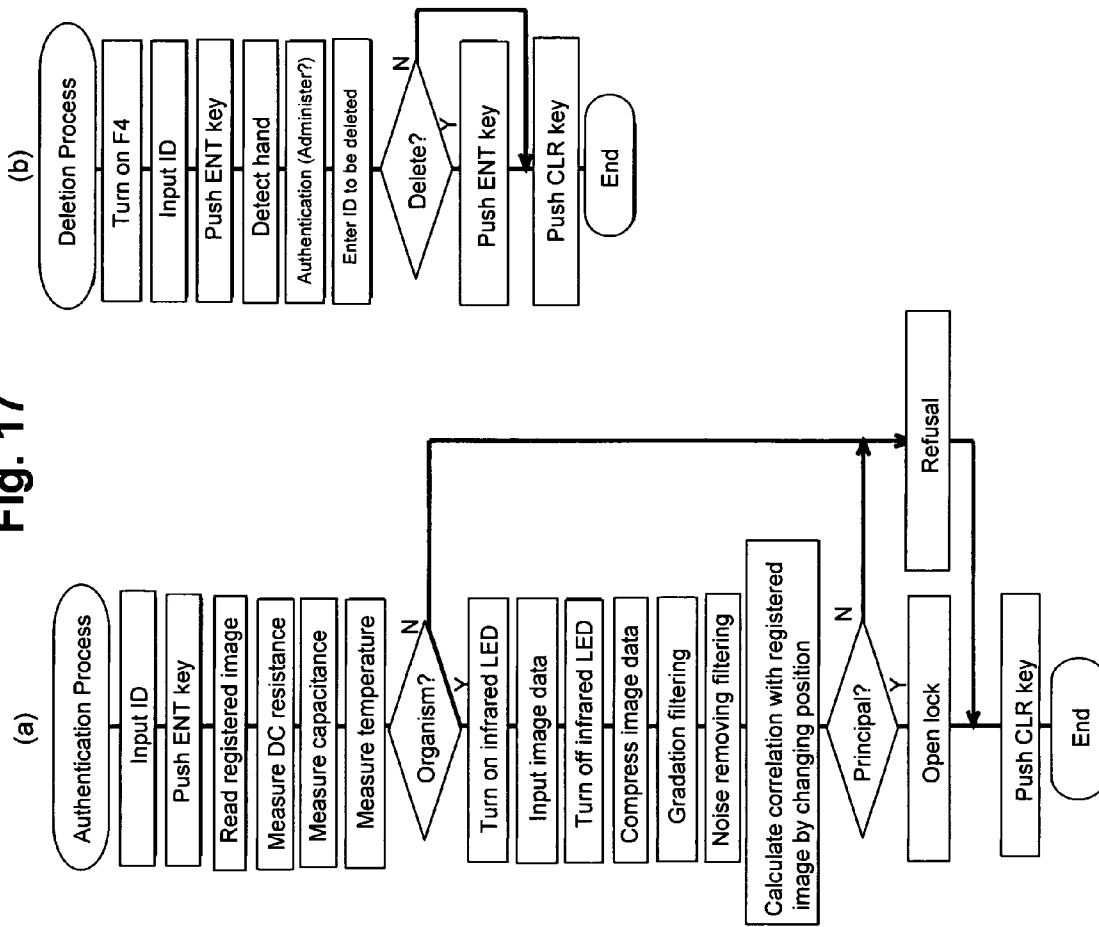 Fig. 17
(a)
Authentication Process
Input ID
Push ENT key
Read registered image
Measure DC resistance
Measure capacitance
Measure temperature
Organism?
N
Y
Turn on infrared LED
Input image data
Turn off infrared LED
Compress image data
Gradation filtering
Noise removing filtering
Calculate correlation with registered
image by changing position
Principal?
N
Y
Open lock
Refusal
Push CLR key
End
(b)
Deletion Process
Turn on F4
Input ID
Push ENT key
Detect hand
Authentication (Administer?)
Enter ID to be deleted
Delete?
N
Y
Push ENT key
Push CLR key
End